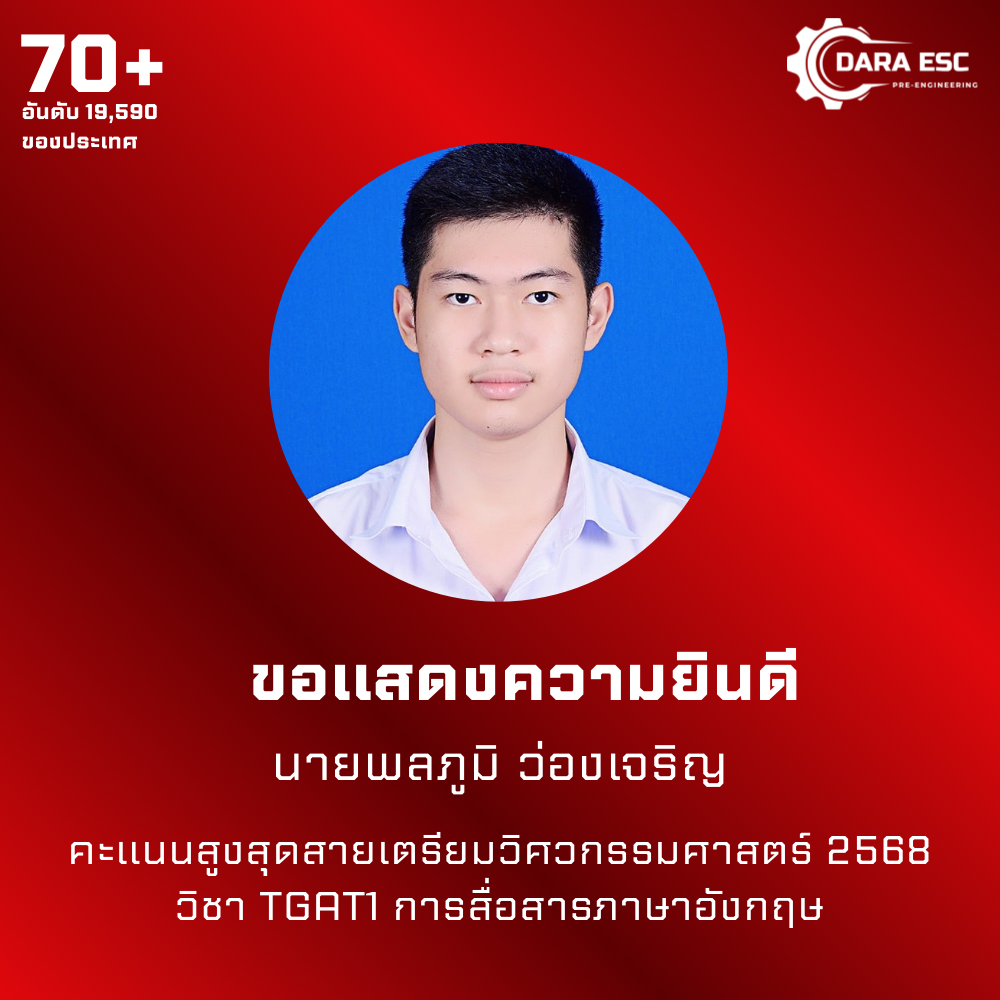 70+
อันดับ 19,590
ของประเทศ
DARA ESC
PRE-ENGINEERING
ขอแสดงความยินดี
นายพลภูมิ ว่องเจริญ
คะแนนสูงสุดสายเตรียมวิศวกรรมศาสตร์ 2568
วิชา TGAT1 การสื่อสารภาษาอังกฤษ